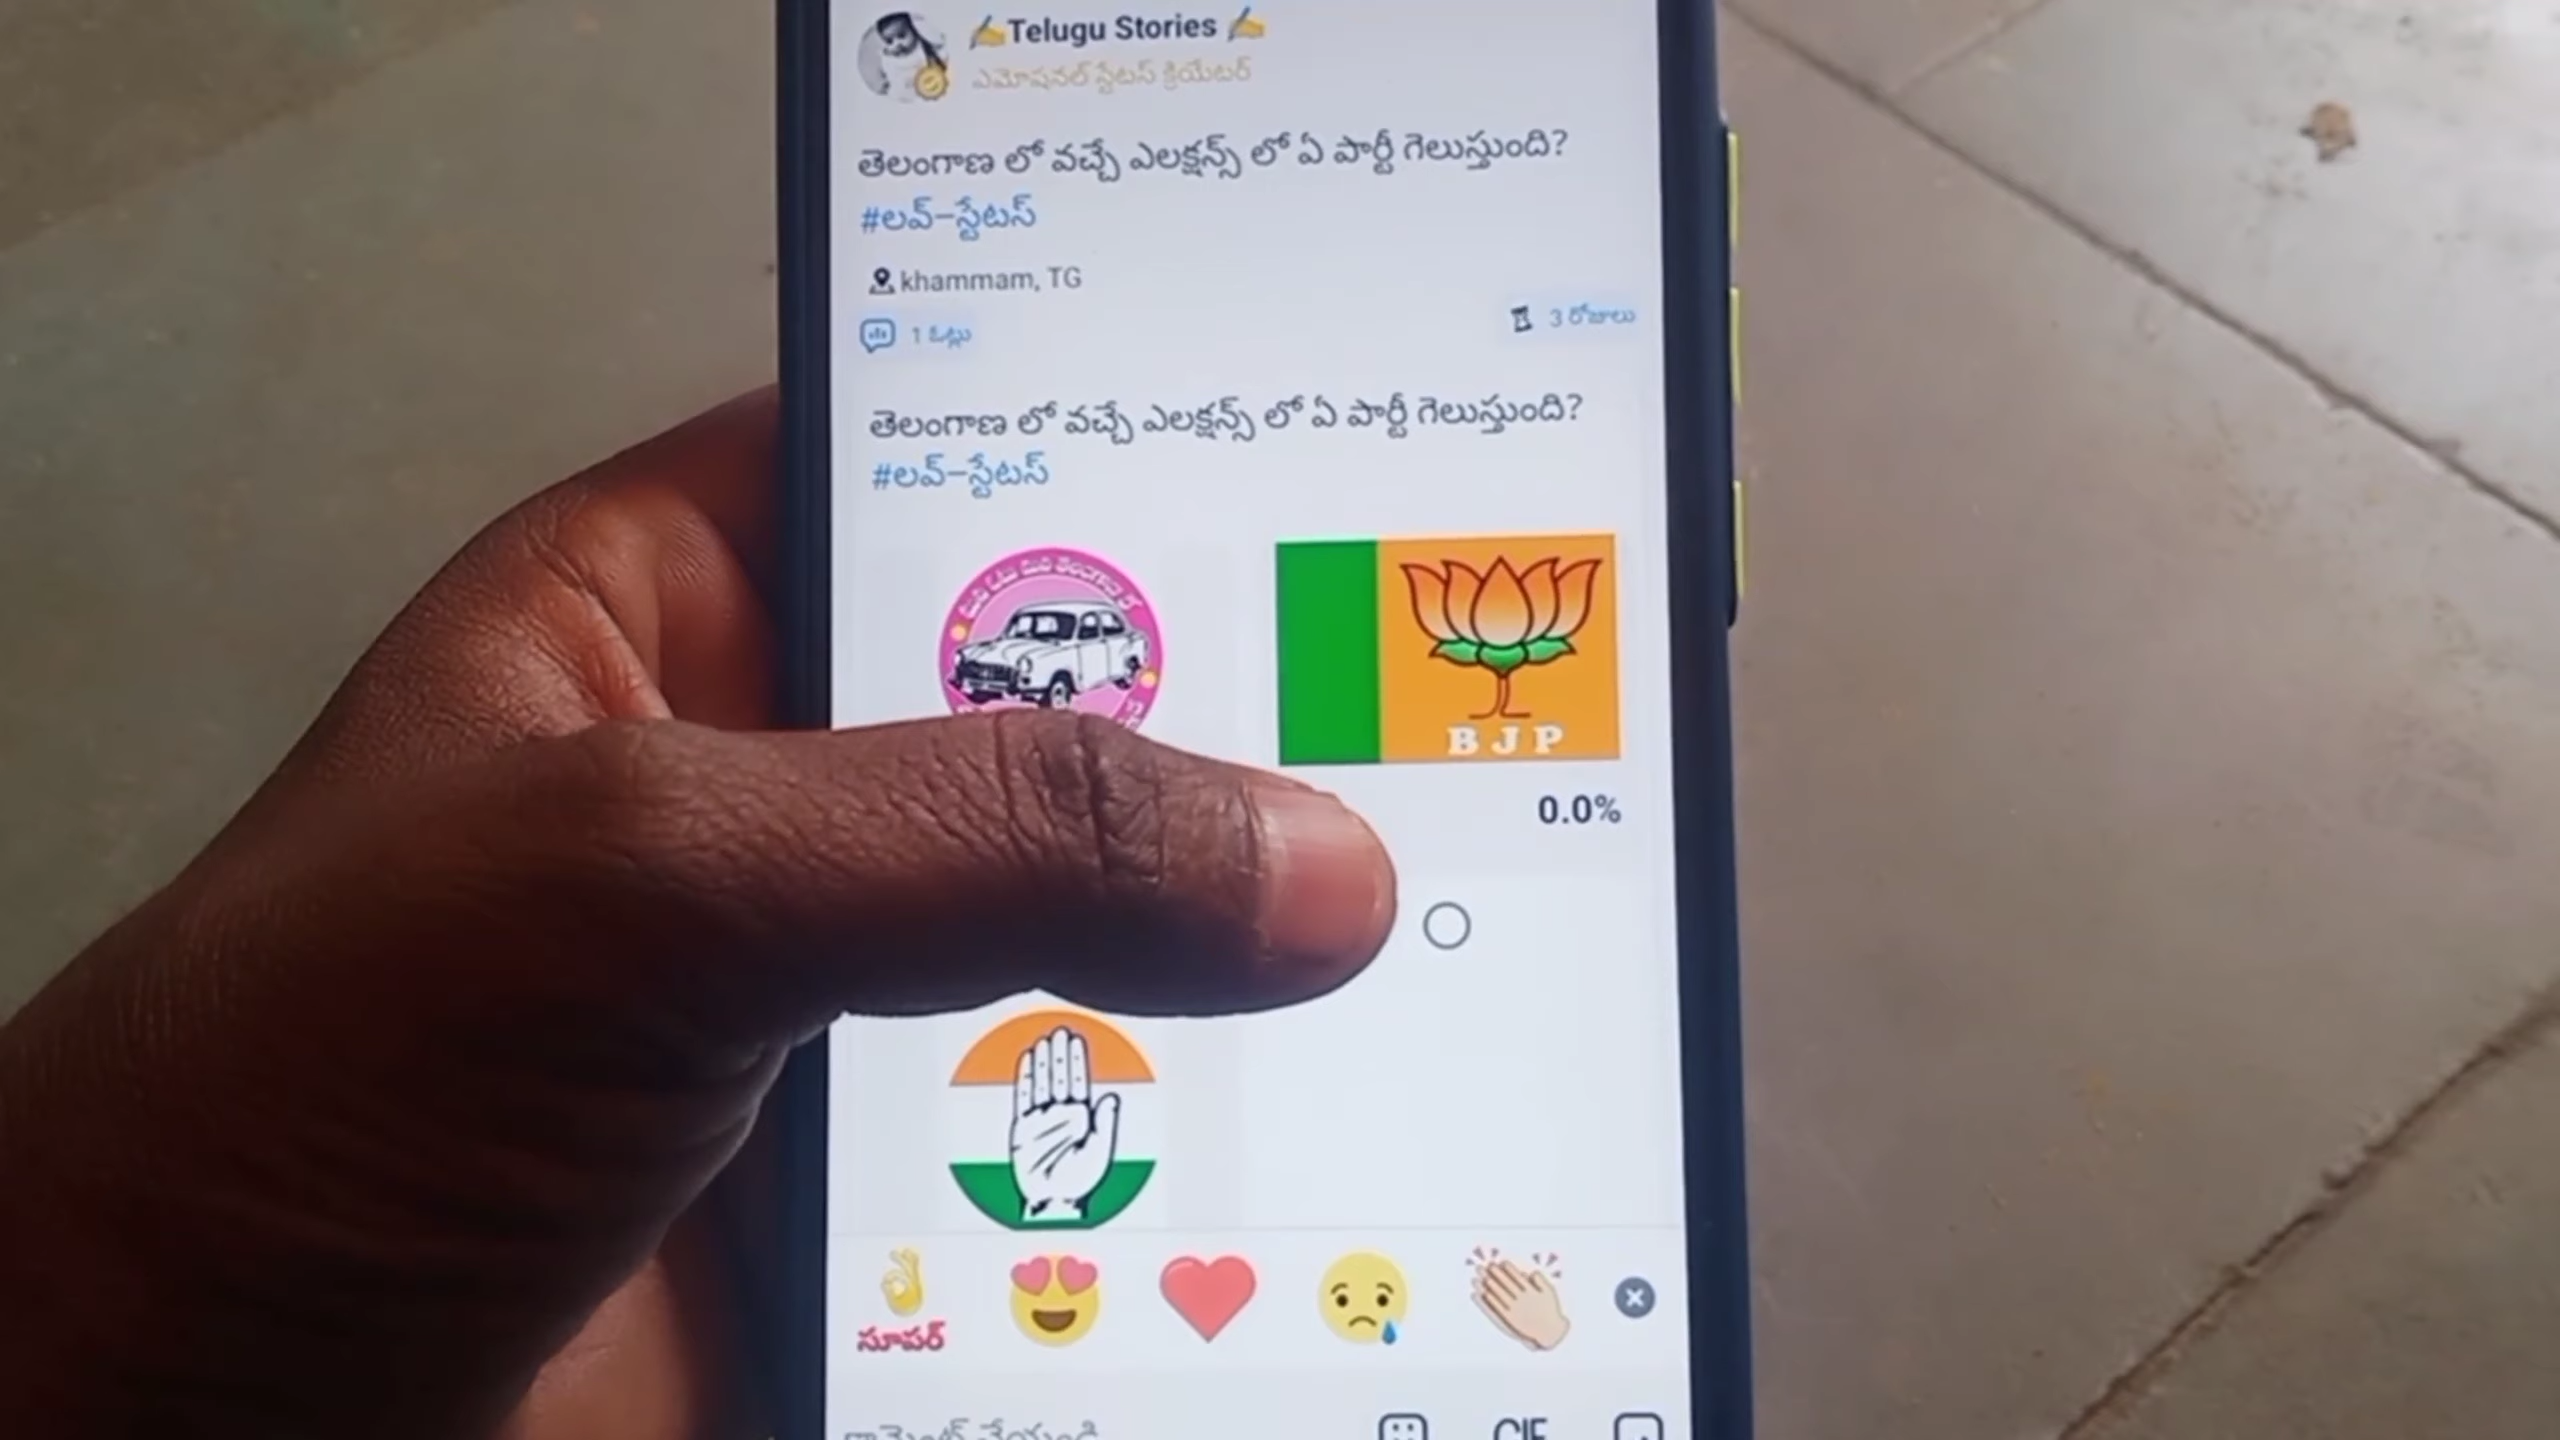 ✍Telugu Stories ✍
ఎమోషనల్ స్టేటస్ క్రియేటర్
తెలంగాణ లో వచ్చే ఎలక్షన్స్ లో ఏ పార్టీ గెలుస్తుంది?
#లవ్-స్టేటస్
khammam, TG
1 ఓట్లు
3 రోజులు
తెలంగాణ లో వచ్చే ఎలక్షన్స్ లో ఏ పార్టీ గెలుస్తుంది?
#లవ్-స్టేటస్
BJP
0.0%
సూపర్
కామెంట్ చేయండి
GIF